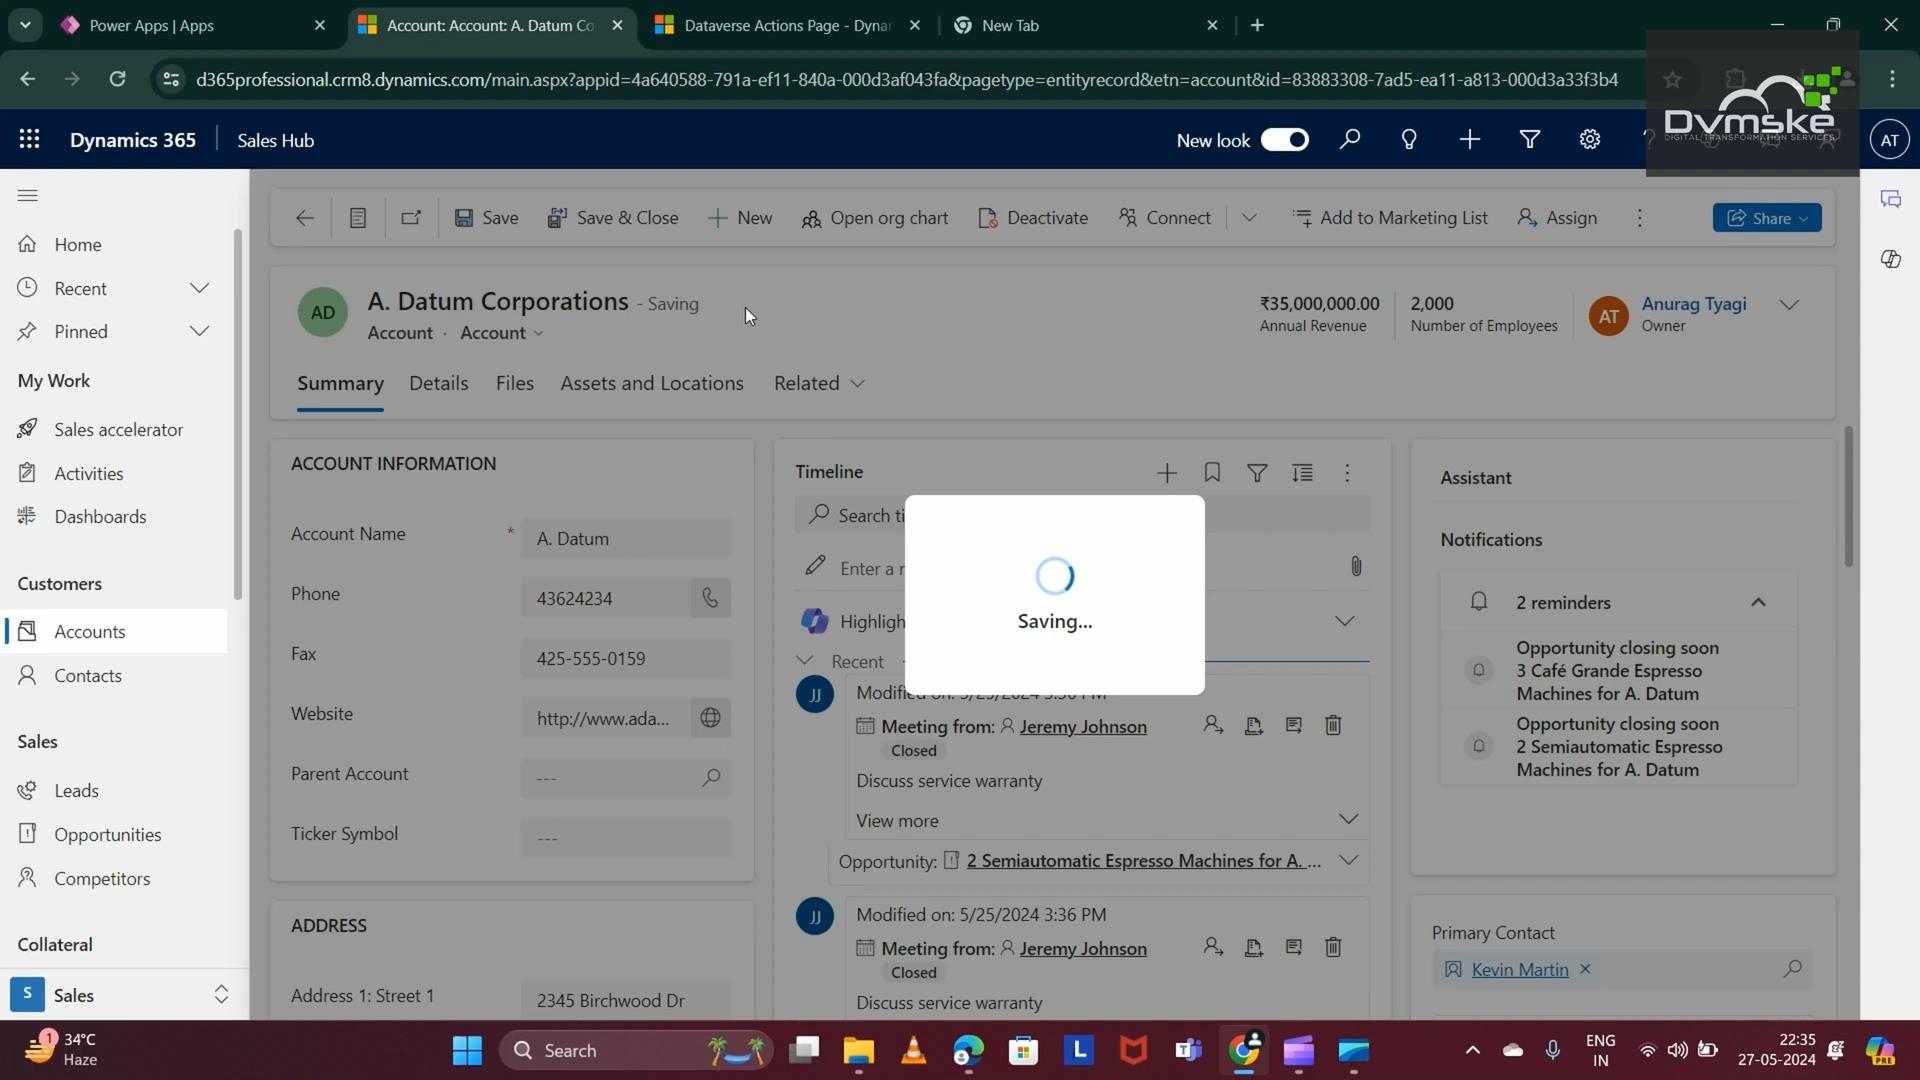 Power Apps | Apps
Account: Account: A. Datum Co
Dataverse Actions Page - Dynar
New Tab
d365professional.crm8.dynamics.com/main.aspx?appid=4a640588-791a-ef11-840a-000d3af043fa&pagetype=entityrecord&etn=account&id=83883308-7ad5-ea11-a813-000d3a33f3b4
Dvmske
DIGITAL TRANSFORMATION SERVICES
Dynamics 365
Sales Hub
New look
AT
Save
Save & Close
New
Open org chart
Deactivate
Connect
Add to Marketing List
Assign
Share
Home
Recent
Pinned
My Work
Sales accelerator
Activities
Dashboards
Customers
Accounts
Contacts
Sales
Leads
Opportunities
Competitors
Collateral
S Sales
AD
A. Datum Corporations - Saving
Account · Account
₹35,000,000.00
Annual Revenue
2,000
Number of Employees
AT
Anurag Tyagi
Owner
Summary
Details
Files
Assets and Locations
Related
ACCOUNT INFORMATION
Account Name * A. Datum
Phone 43624234
Fax 425-555-0159
Website http://www.ada...
Parent Account ---
Ticker Symbol ---
ADDRESS
Address 1: Street 1 2345 Birchwood Dr
Timeline
Search ti
Enter a r
Highligh
Recent
Saving...
JJ
Modified on: 5/25/2024 3:36 PM
Meeting from: Jeremy Johnson
Closed
Discuss service warranty
View more
Opportunity: 2 Semiautomatic Espresso Machines for A. ...
JJ
Modified on: 5/25/2024 3:36 PM
Meeting from: Jeremy Johnson
Closed
Discuss service warranty
Assistant
Notifications
2 reminders
Opportunity closing soon
3 Café Grande Espresso
Machines for A. Datum
Opportunity closing soon
2 Semiautomatic Espresso
Machines for A. Datum
Primary Contact
Kevin Martin
1
34°C
Haze
Search
L
ENG
IN
22:35
27-05-2024
PRE